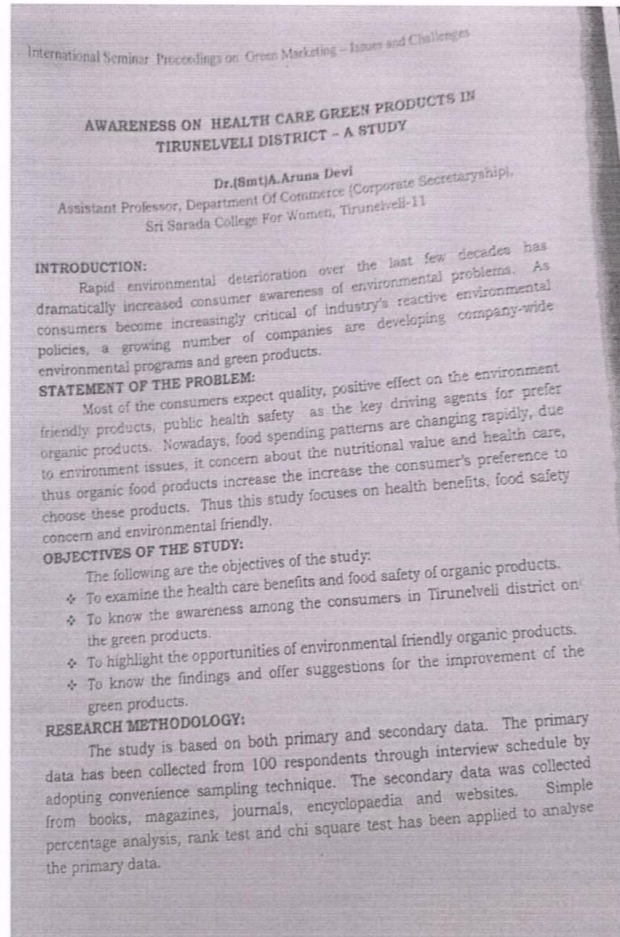 International Seminar Proceedings on Green Marketing – Issues and Challenges
AWARENESS ON HEALTH CARE GREEN PRODUCTS IN
TIRUNELVELI DISTRICT – A STUDY
Dr.(Smt)A.Aruna Devi
Assistant Professor, Department Of Commerce (Corporate Secretaryship),
Sri Sarada College For Women, Tirunelveli-11
INTRODUCTION:
Rapid environmental deterioration over the last few decades has
dramatically increased consumer awareness of environmental problems. As
consumers become increasingly critical of industry's reactive environmental
policies, a growing number of companies are developing company-wide
environmental programs and green products.
STATEMENT OF THE PROBLEM:
Most of the consumers expect quality, positive effect on the environment
friendly products, public health safety as the key driving agents for prefer
organic products. Nowadays, food spending patterns are changing rapidly, due
to environment issues, it concern about the nutritional value and health care,
thus organic food products increase the increase the consumer's preference to
choose these products. Thus this study focuses on health benefits, food safety
concern and environmental friendly.
OBJECTIVES OF THE STUDY:
The following are the objectives of the study:
❖ To examine the health care benefits and food safety of organic products.
❖ To know the awareness among the consumers in Tirunelveli district on
the green products.
❖ To highlight the opportunities of environmental friendly organic products.
❖ To know the findings and offer suggestions for the improvement of the
green products.
RESEARCH METHODOLOGY:
The study is based on both primary and secondary data. The primary
data has been collected from 100 respondents through interview schedule by
adopting convenience sampling technique. The secondary data was collected
from books, magazines, journals, encyclopaedia and websites. Simple
percentage analysis, rank test and chi square test has been applied to analyse
the primary data.